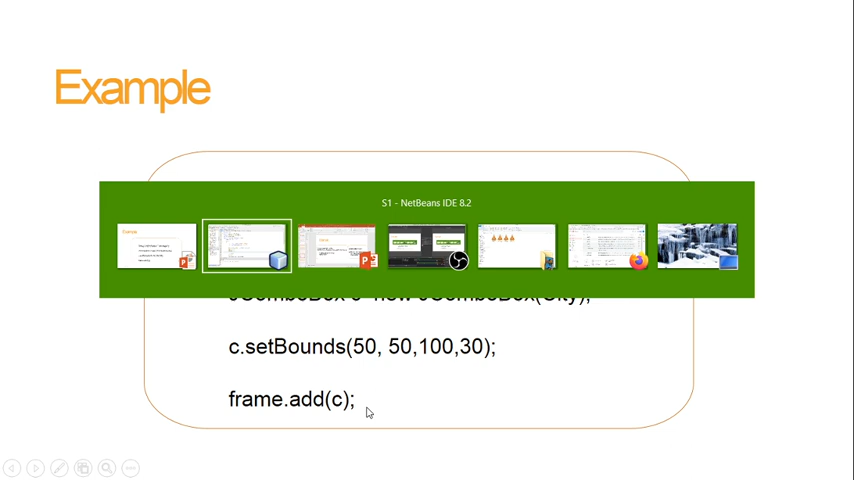 Example
S1 - NetBeans IDE 8.2
c.setBounds(50, 50,100,30);
frame.add(c);